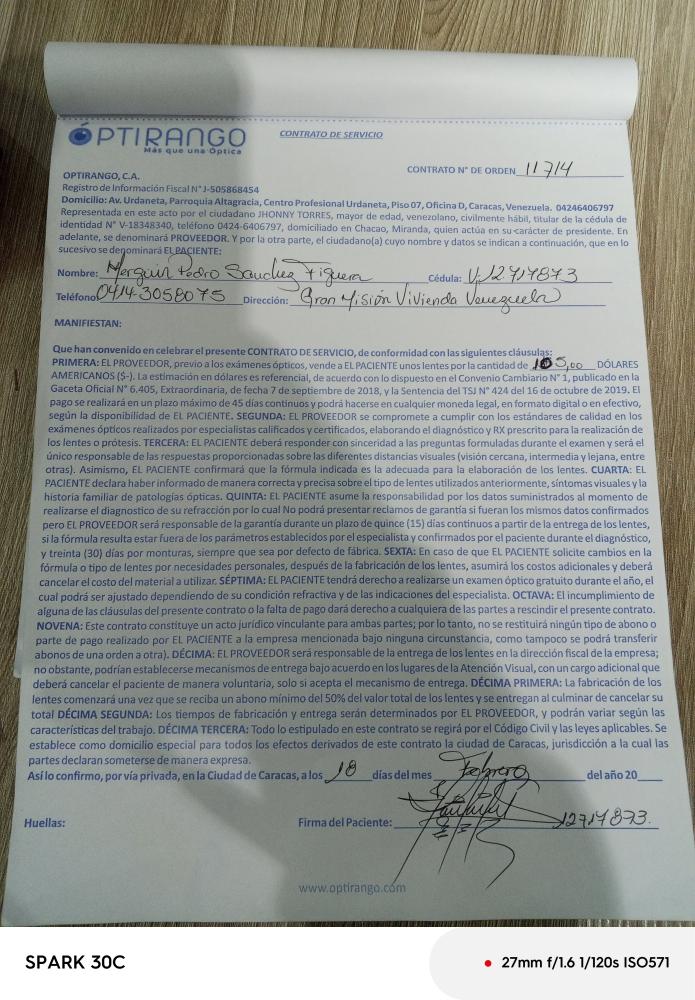 OPTIRANGO
Más que una Óptica
CONTRATO DE SERVICIO
CONTRATO N° DE ORDEN 11714
OPTIRANGO, C.A.
Registro de Información Fiscal N° J-505868454
Domicilio: Av. Urdaneta, Parroquia Altagracia, Centro Profesional Urdaneta, Piso 07, Oficina D, Caracas, Venezuela. 04246406797
Representada en este acto por el ciudadano JHONNY TORRES, mayor de edad, venezolano, civilmente hábil, titular de la cédula de
identidad N° V-18348340, teléfono 0424-6406797, domiciliado en Chacao, Miranda, quien actúa en su carácter de presidente. En
adelante, se denominará PROVEEDOR. Y por la otra parte, el ciudadano(a) cuyo nombre y datos se indican a continuación, que en lo
sucesivo se denominará EL PACIENTE:
Nombre: Merquin Pedro Sanchez Figuera Cédula: V-12717873
Teléfono: 0414-3058075 Dirección: Gran Misión Vivienda Venezuela
MANIFIESTAN:
Que han convenido en celebrar el presente CONTRATO DE SERVICIO, de conformidad con las siguientes cláusulas:
PRIMERA: EL PROVEEDOR, previo a los exámenes ópticos, vende a EL PACIENTE unos lentes por la cantidad de 105,00 DÓLARES
AMERICANOS ($-). La estimación en dólares es referencial, de acuerdo con lo dispuesto en el Convenio Cambiario N° 1, publicado en la
Gaceta Oficial N° 6.405, Extraordinaria, de fecha 7 de septiembre de 2018, y la Sentencia del TSJ N° 424 del 16 de octubre de 2019. El
pago se realizará en un plazo máximo de 45 días continuos y podrá hacerse en cualquier moneda legal, en formato digital o en efectivo,
según la disponibilidad de EL PACIENTE. SEGUNDA: EL PROVEEDOR se compromete a cumplir con los estándares de calidad en los
exámenes ópticos realizados por especialistas calificados y certificados, elaborando el diagnóstico y RX prescrito para la realización de
los lentes o prótesis. TERCERA: EL PACIENTE deberá responder con sinceridad a las preguntas formuladas durante el examen y será el
único responsable de las respuestas proporcionadas sobre las diferentes distancias visuales (visión cercana, intermedia y lejana, entre
otras). Asimismo, EL PACIENTE confirmará que la fórmula indicada es la adecuada para la elaboración de los lentes. CUARTA: EL
PACIENTE declara haber informado de manera correcta y precisa sobre el tipo de lentes utilizados anteriormente, síntomas visuales y la
historia familiar de patologías ópticas. QUINTA: EL PACIENTE asume la responsabilidad por los datos suministrados al momento de
realizarse el diagnóstico de su refracción por lo cual No podrá presentar reclamos de garantía si fueran los mismos datos confirmados
pero EL PROVEEDOR será responsable de la garantía durante un plazo de quince (15) días continuos a partir de la entrega de los lentes,
si la fórmula resulta estar fuera de los parámetros establecidos por el especialista y confirmados por el paciente durante el diagnóstico,
y treinta (30) días por monturas, siempre que sea por defecto de fábrica. SEXTA: En caso de que EL PACIENTE solicite cambios en la
fórmula o tipo de lentes por necesidades personales, después de la fabricación de los lentes, asumirá los costos adicionales y deberá
cancelar el costo del material a utilizar. SÉPTIMA: EL PACIENTE tendrá derecho a realizarse un examen óptico gratuito durante el año, el
cual podrá ser ajustado dependiendo de su condición refractiva y de las indicaciones del especialista. OCTAVA: El incumplimiento de
alguna de las cláusulas del presente contrato o la falta de pago dará derecho a cualquiera de las partes a rescindir el presente contrato.
NOVENA: Este contrato constituye un acto jurídico vinculante para ambas partes; por lo tanto, no se restituirá ningún tipo de abono o
parte de pago realizado por EL PACIENTE a la empresa mencionada bajo ninguna circunstancia, como tampoco se podrá transferir
abonos de una orden a otra). DÉCIMA: EL PROVEEDOR será responsable de la entrega de los lentes en la dirección fiscal de la empresa;
no obstante, podrían establecerse mecanismos de entrega bajo acuerdo en los lugares de la Atención Visual, con un cargo adicional que
deberá cancelar el paciente de manera voluntaria, solo si acepta el mecanismo de entrega. DÉCIMA PRIMERA: La fabricación de los
lentes comenzará una vez que se reciba un abono mínimo del 50% del valor total de los lentes y se entregan al culminar de cancelar su
total DÉCIMA SEGUNDA: Los tiempos de fabricación y entrega serán determinados por EL PROVEEDOR, y podrán variar según las
características del trabajo. DÉCIMA TERCERA: Todo lo estipulado en este contrato se regirá por el Código Civil y las leyes aplicables. Se
establece como domicilio especial para todos los efectos derivados de este contrato la ciudad de Caracas, jurisdicción a la cual las
partes declaran someterse de manera expresa.
Así lo confirmo, por vía privada, en la Ciudad de Caracas, a los 18 días del mes Febrero del año 20
Huellas:
Firma del Paciente: 12717873.
www.optirango.com
SPARK 30C
27mm f/1.6 1/120s ISO571